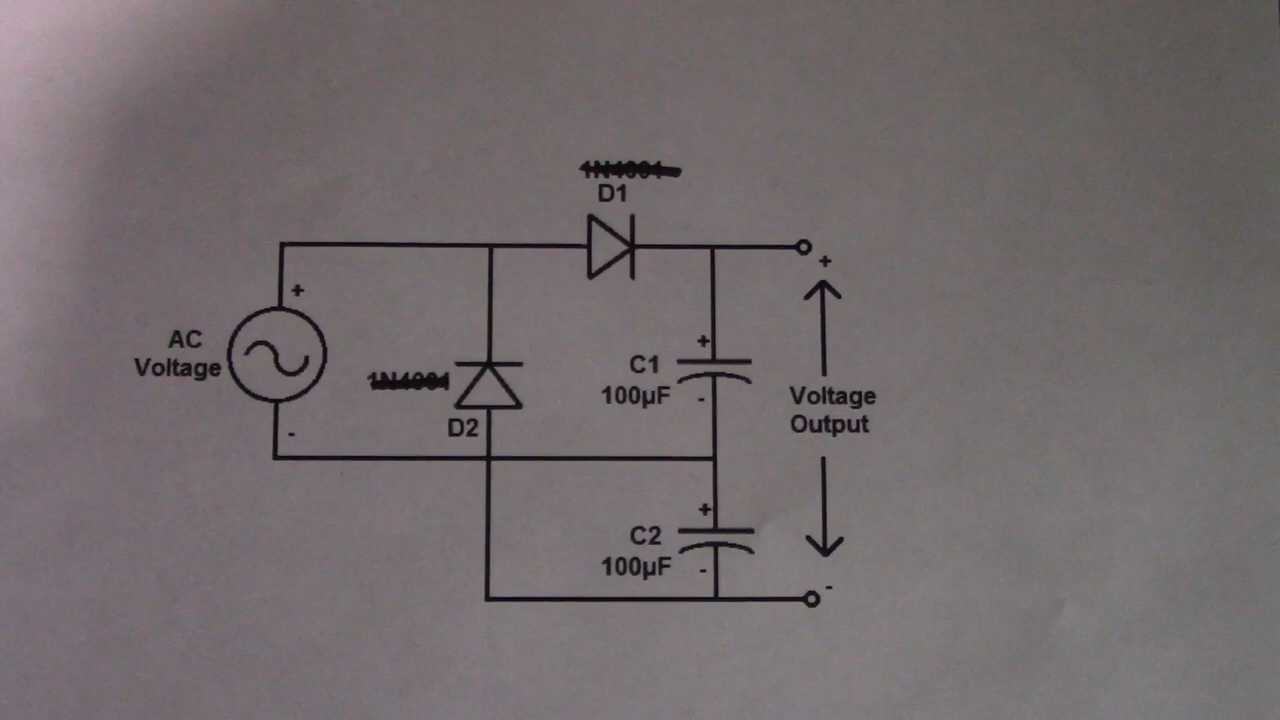 D1
+
+
AC
Voltage
+
C1
100µF
-
Voltage
Output
D2
-
+
C2
100µF
-
-